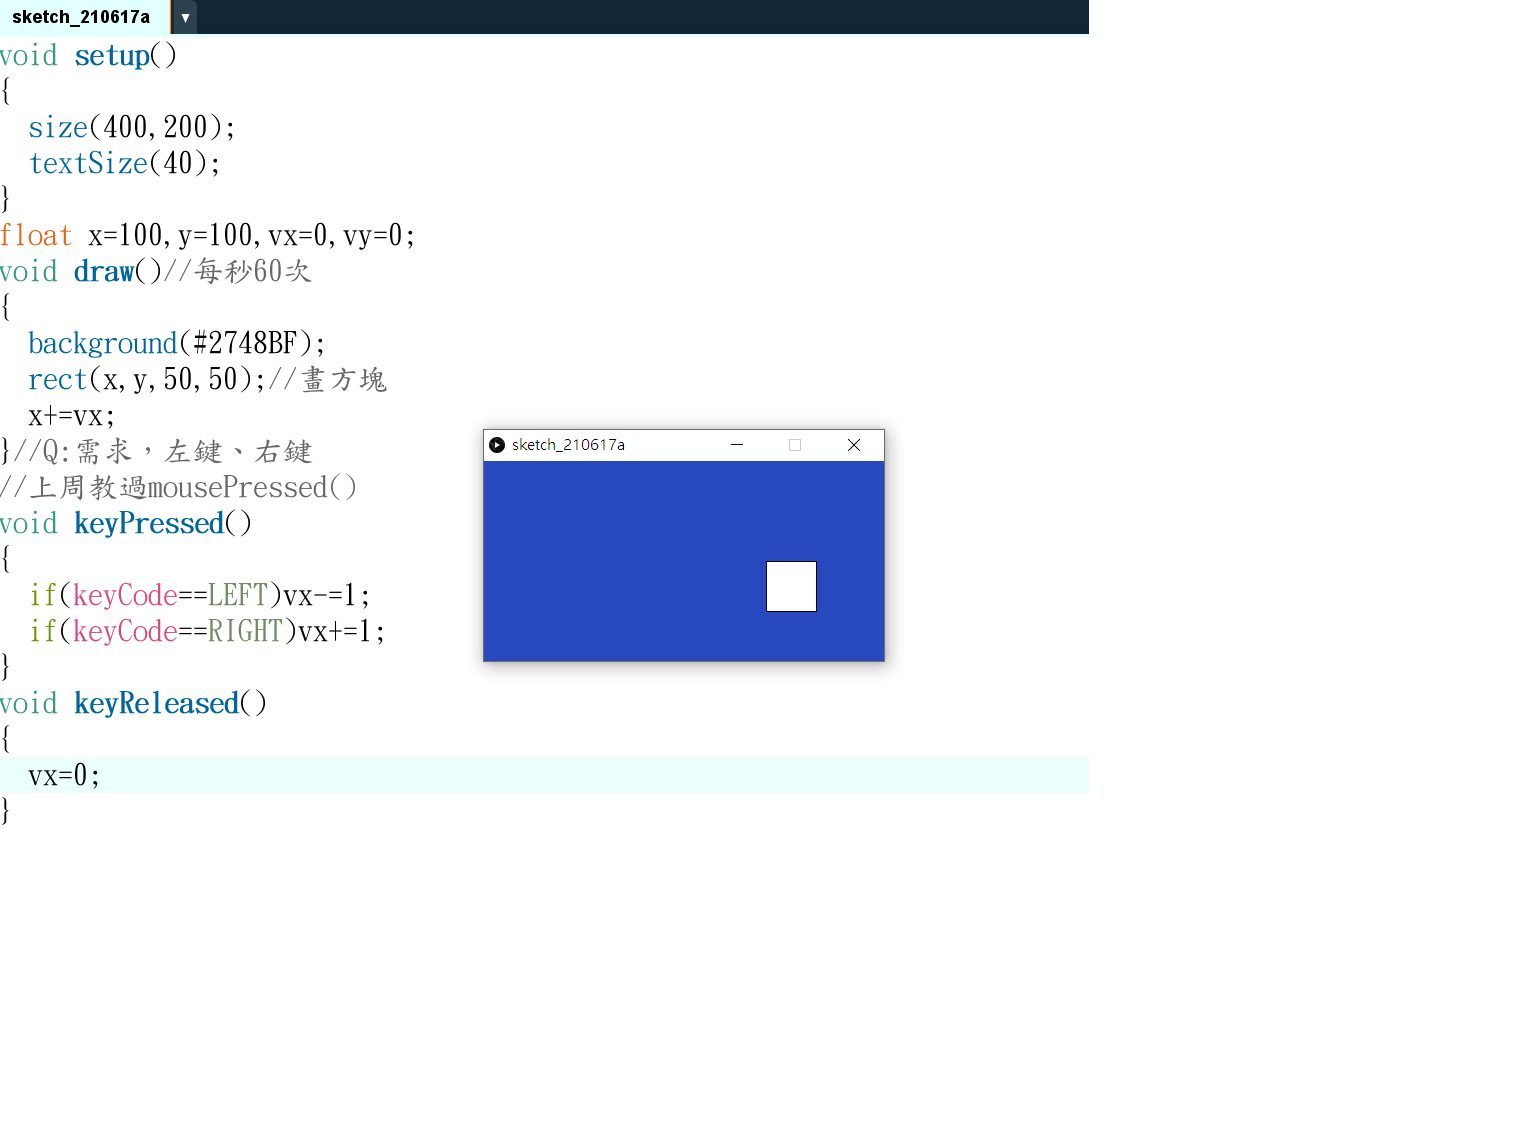 sketch_210617a ▼
void setup()
{
  size(400,200);
  textSize(40);
}
float x=100,y=100,vx=0,vy=0;
void draw()//每秒60次
{
  background(#2748BF);
  rect(x,y,50,50);//畫方塊
  x+=vx;
}//Q:需求，左鍵、右鍵
//上周教過mousePressed()
void keyPressed()
{
  if(keyCode==LEFT)vx-=1;
  if(keyCode==RIGHT)vx+=1;
}
void keyReleased()
{
  vx=0;
}
sketch_210617a